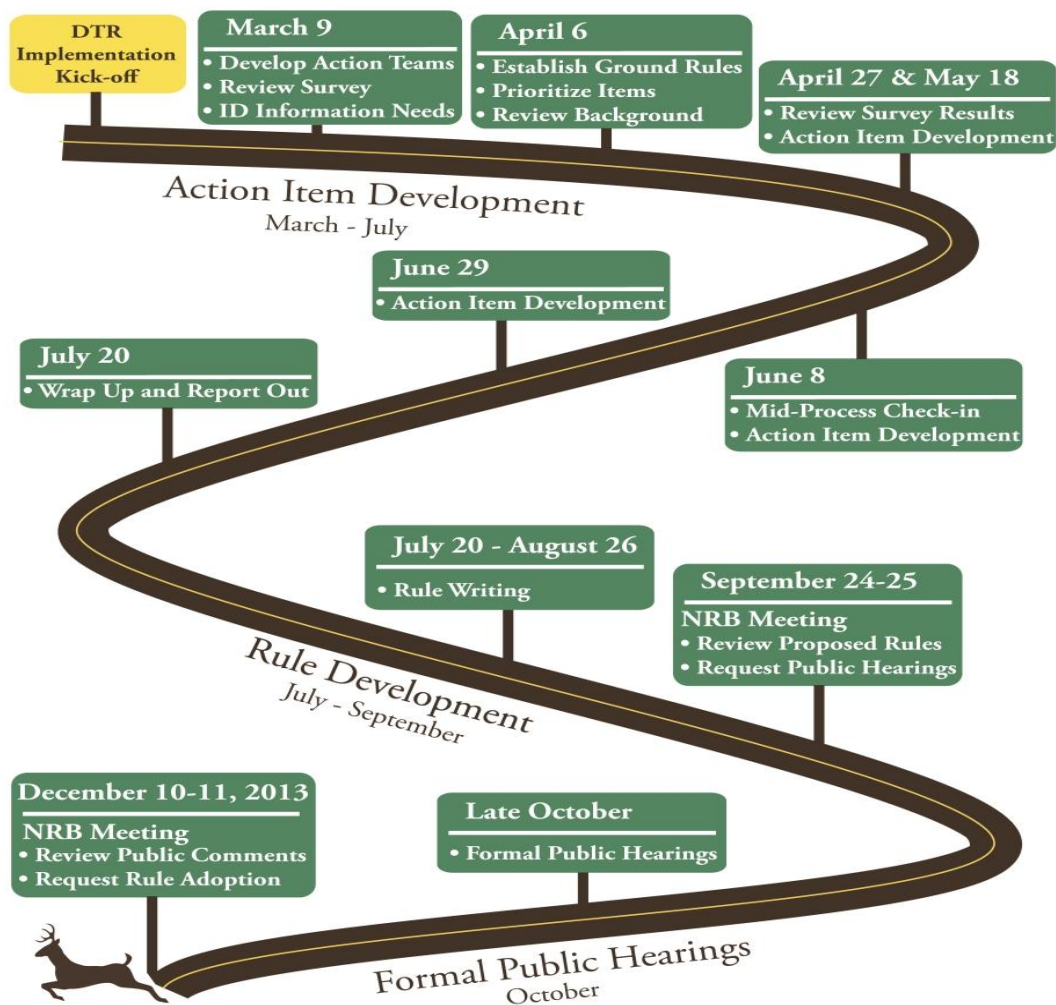 DTR
Implementation
Kick-off
March 9
• Develop Action Teams
• Review Survey
• ID Information Needs
April 6
• Establish Ground Rules
• Prioritize Items
• Review Background
April 27 & May 18
• Review Survey Results
• Action Item Development
Action Item Development
March - July
June 29
• Action Item Development
July 20
• Wrap Up and Report Out
June 8
• Mid-Process Check-in
• Action Item Development
July 20 - August 26
• Rule Writing
September 24-25
NRB Meeting
• Review Proposed Rules
• Request Public Hearings
Rule Development
July - September
December 10-11, 2013
NRB Meeting
• Review Public Comments
• Request Rule Adoption
Late October
• Formal Public Hearings
Formal Public Hearings
October